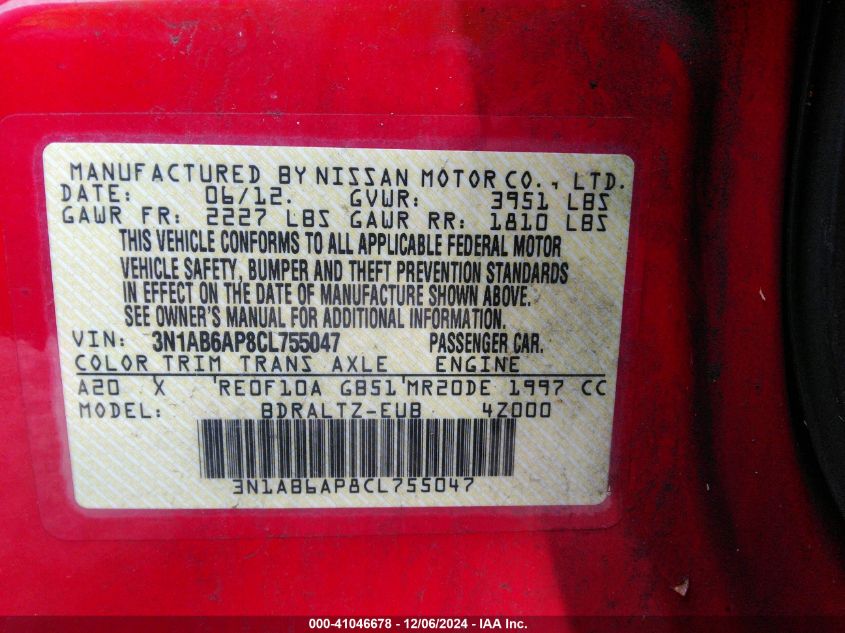 MANUFACTURED BY NISSAN MOTOR CO., LTD.
DATE: 06/12. GVWR: 3951 LBS
GAWR FR: 2227 LBS GAWR RR: 1810 LBS
THIS VEHICLE CONFORMS TO ALL APPLICABLE FEDERAL MOTOR
VEHICLE SAFETY, BUMPER AND THEFT PREVENTION STANDARDS
IN EFFECT ON THE DATE OF MANUFACTURE SHOWN ABOVE.
SEE OWNER'S MANUAL FOR ADDITIONAL INFORMATION.
VIN: 3N1AB6AP8CL755047 PASSENGER CAR.
COLOR TRIM TRANS AXLE ENGINE
A20 X 'RE0F10A GB51'MR20DE 1997 CC
MODEL: BDRALTZ-EUB 4Z000
3N1AB6AP8CL755047
000-41046678 - 12/06/2024 - IAA Inc.